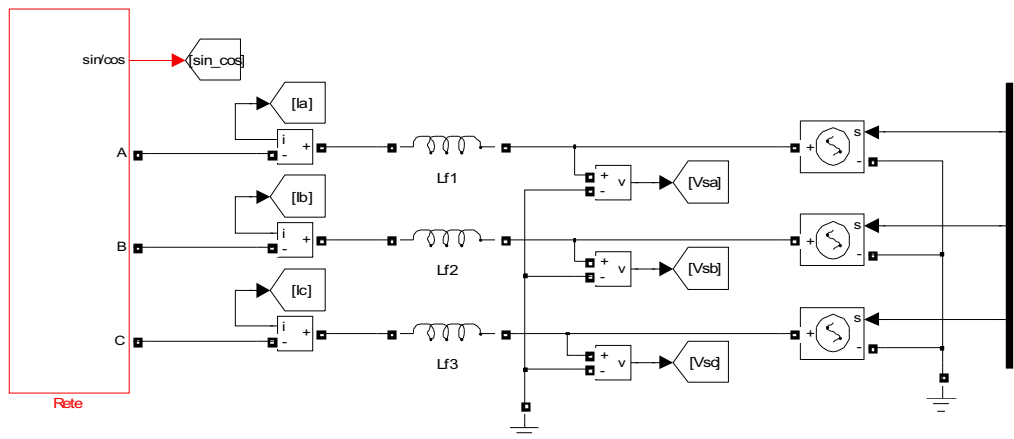 sin/cos
[sin_cos]
[Ia]
i
+
-
A
Lf1
+
-
v
[Vsa]
+
s
-
[Ib]
i
+
-
B
Lf2
+
-
v
[Vsb]
+
s
-
[Ic]
i
+
-
C
Lf3
+
-
v
[Vsc]
+
s
-
Rete